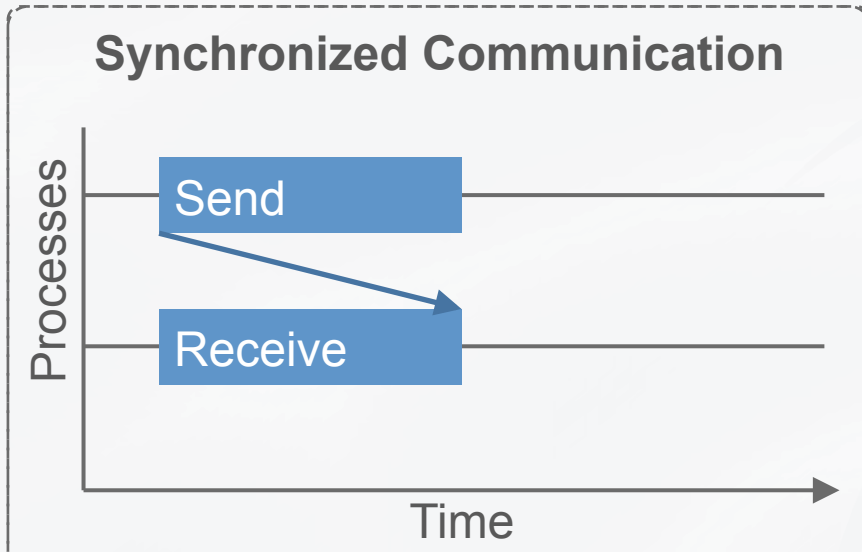 Synchronized Communication
Processes
Send
Receive
Time